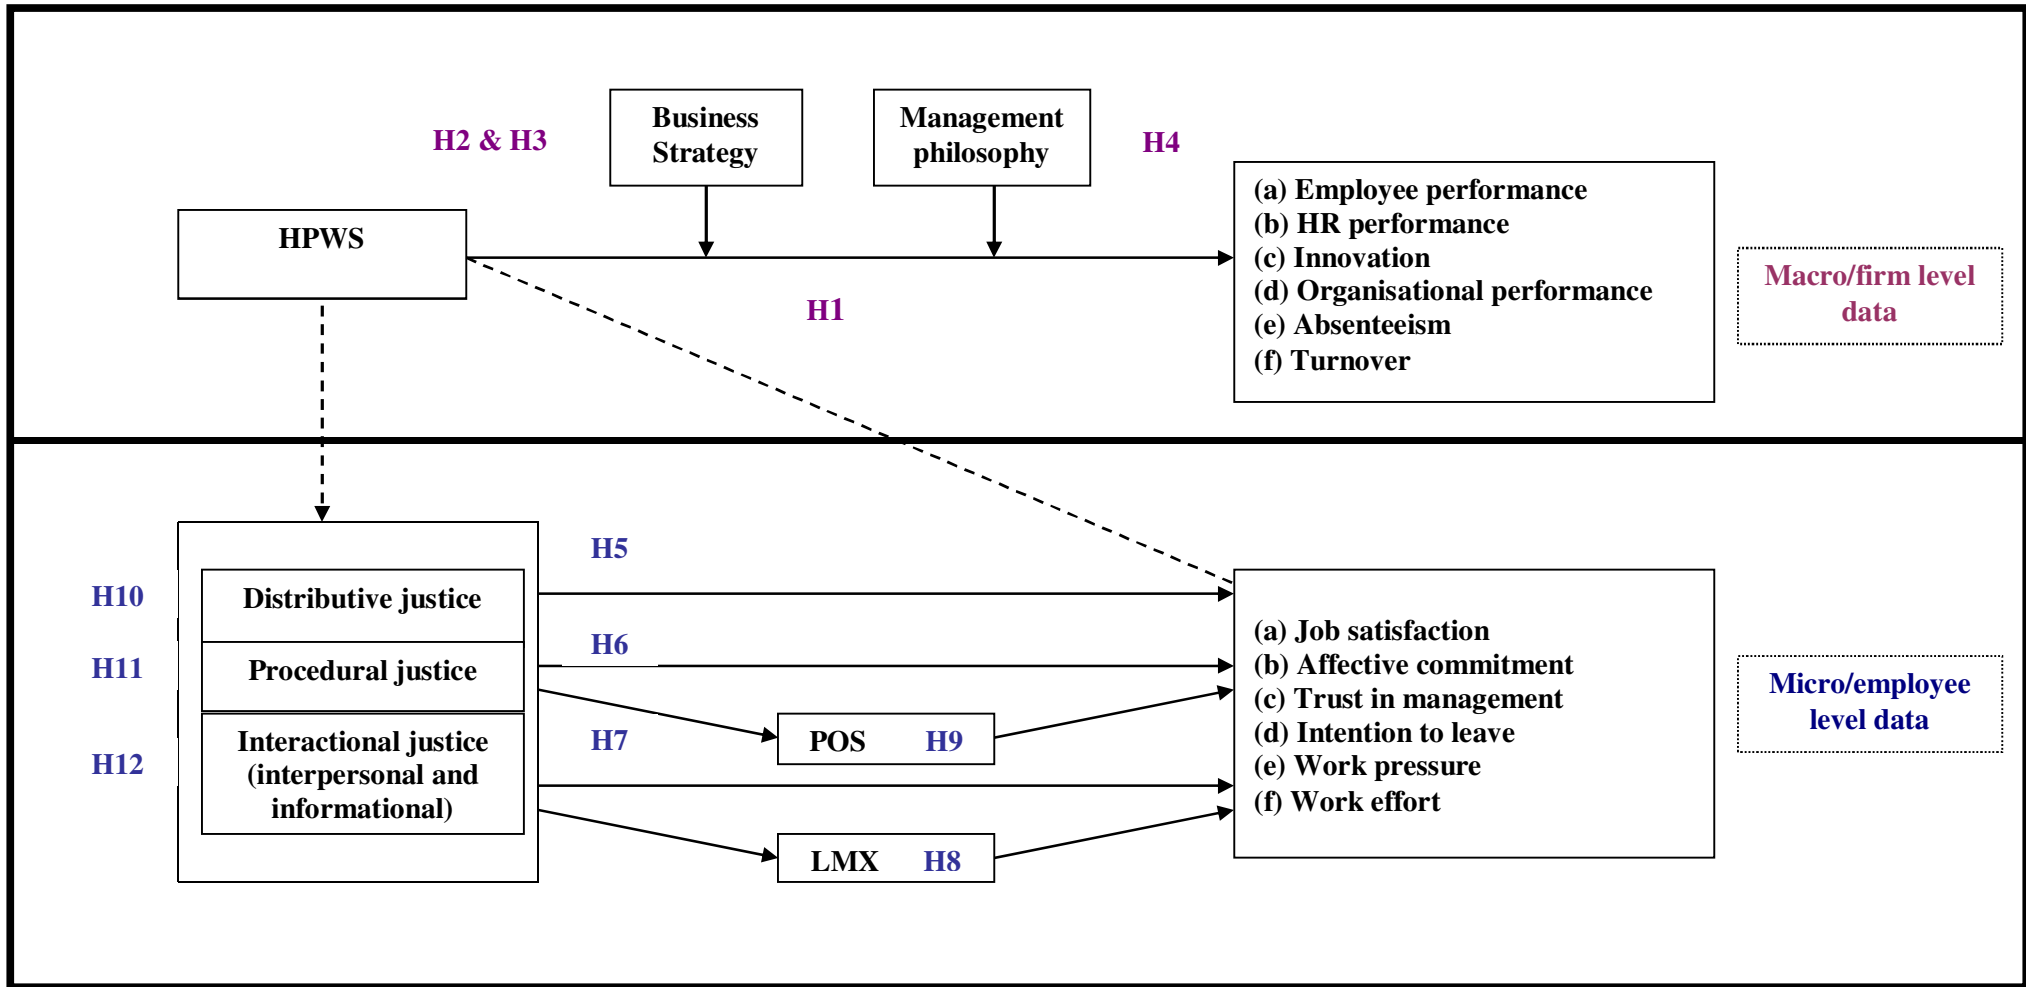 Business
Strategy
Management
philosophy
H2 & H3
H4
HPWS
H1
(a) Employee performance
(b) HR performance
(c) Innovation
(d) Organisational performance
(e) Absenteeism
(f) Turnover
Macro/firm level
data
H5
H10
Distributive justice
H6
H11
Procedural justice
H7
H12
Interactional justice
(interpersonal and
informational)
POS H9
LMX H8
(a) Job satisfaction
(b) Affective commitment
(c) Trust in management
(d) Intention to leave
(e) Work pressure
(f) Work effort
Micro/employee
level data